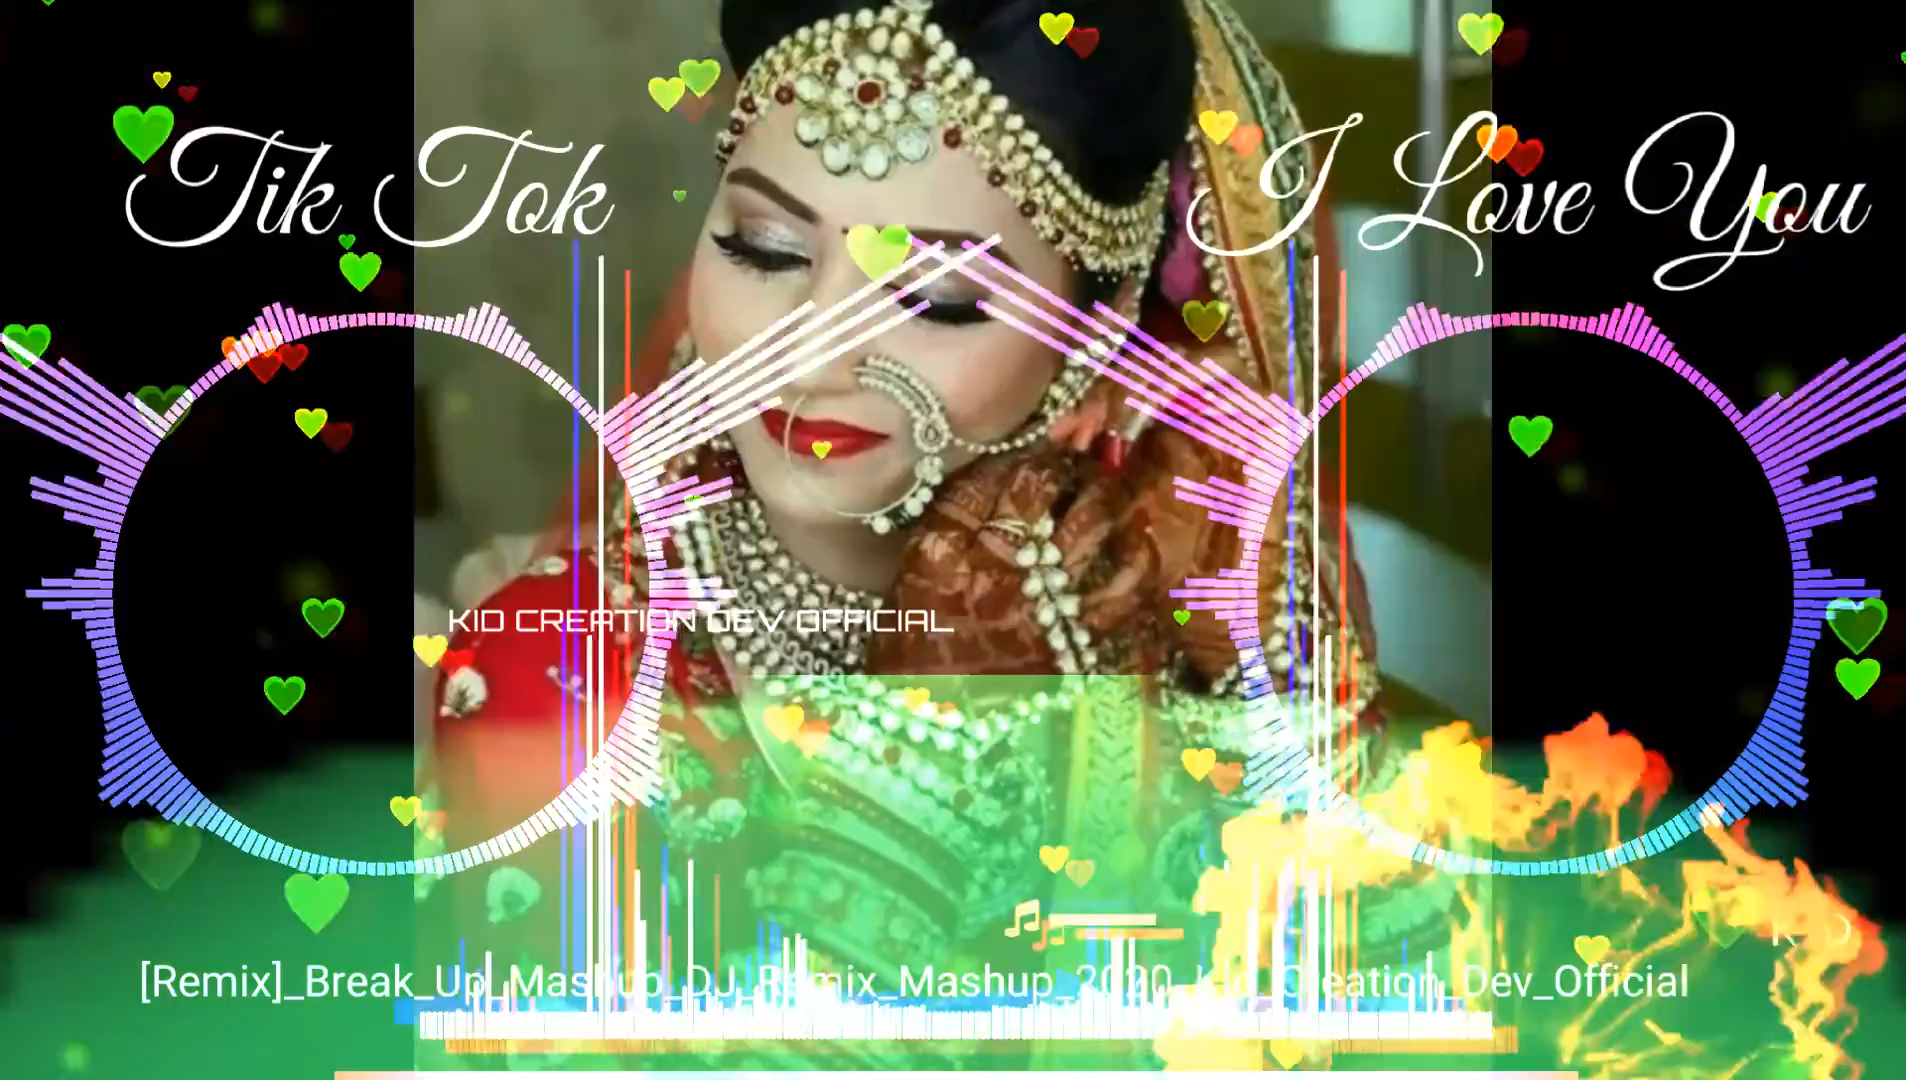 Tik Tok
I Love You
KID CREATION DEV OFFICIAL
[Remix]_Break_Up_Mashup_DJ_Remix_Mashup_2020_Kid_Creation_Dev_Official